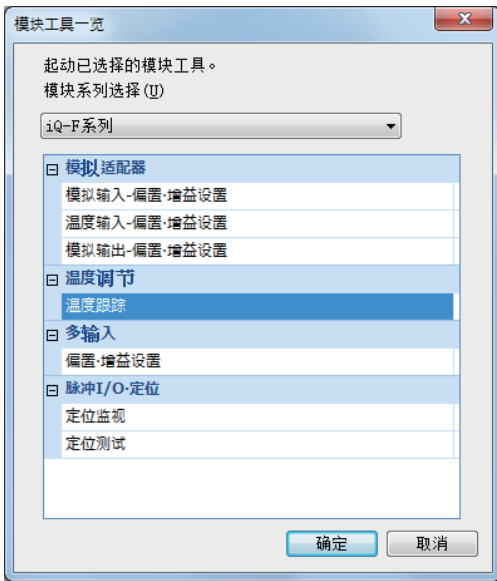 模块工具一览
起动已选择的模块工具。
模块系列选择(U)
iQ-F系列
模拟适配器
模拟输入-偏置·增益设置
温度输入-偏置·增益设置
模拟输出-偏置·增益设置
温度调节
温度跟踪
多输入
偏置·增益设置
脉冲I/O·定位
定位监视
定位测试
确定
取消